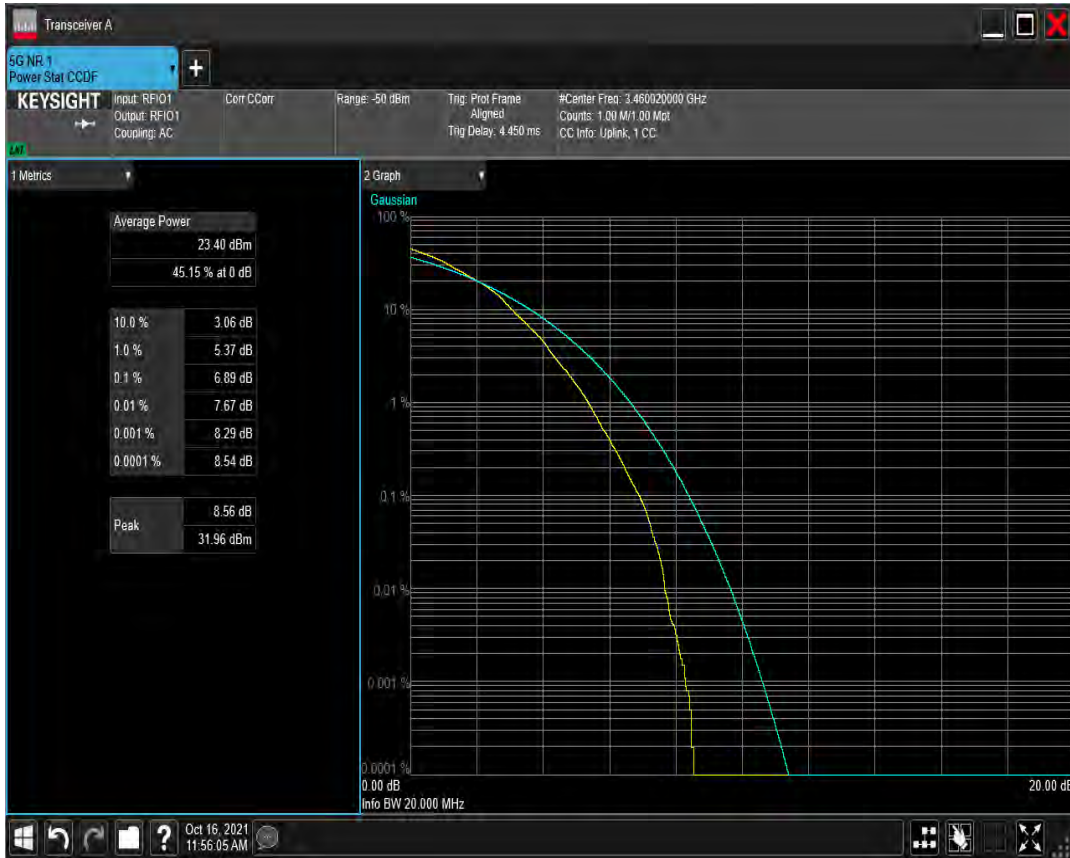 Transceiver A
5G NR 1
Power Stat CCDF
+
KEYSIGHT
Input: RFIO1
Output: RFIO1
Coupling: AC
Corr CCorr
Range: -50 dBm
Trig: Prot Frame
Aligned
Trig Delay: 4.450 ms
#Center Freq: 3.460020000 GHz
Counts: 1.00 M/1.00 Mpt
CC Info: Uplink, 1 CC
1 Metrics
Average Power
23.40 dBm
45.15 % at 0 dB
10.0 % 3.06 dB
1.0 % 5.37 dB
0.1 % 6.89 dB
0.01 % 7.67 dB
0.001 % 8.29 dB
0.0001 % 8.54 dB
Peak
8.56 dB
31.96 dBm
2 Graph
Gaussian
100 %
10 %
1 %
0.1 %
0.01 %
0.001 %
0.0001 %
0.00 dB
20.00 dB
Info BW 20.000 MHz
?
Oct 16, 2021
11:56:05 AM